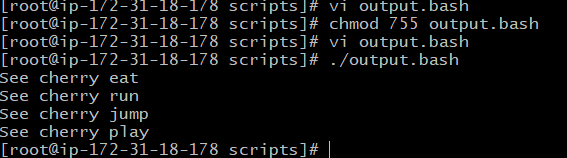 [root@ip-172-31-18-178 scripts]# vi output.bash
[root@ip-172-31-18-178 scripts]# chmod 755 output.bash
[root@ip-172-31-18-178 scripts]# vi output.bash
[root@ip-172-31-18-178 scripts]# ./output.bash
See cherry eat
See cherry run
See cherry jump
See cherry play
[root@ip-172-31-18-178 scripts]#